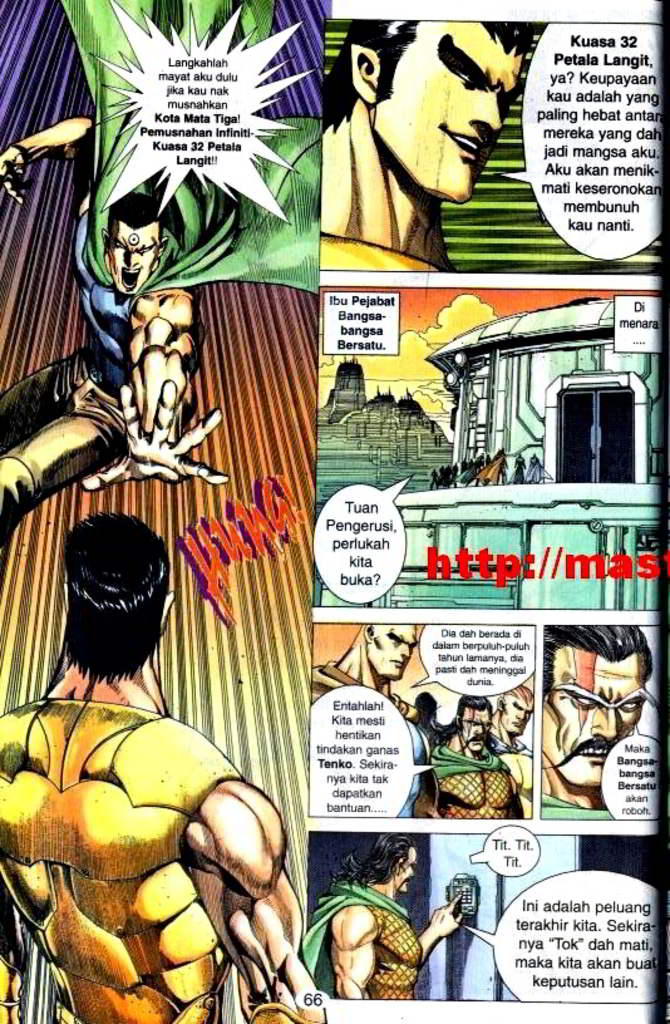 Langkahlah
mayat aku dulu
jika kau nak
musnahkan
Kota Mata Tiga!
Pemusnahan Infiniti-
Kuasa 32 Petala
Langit!!
Kuasa 32
Petala Langit,
ya? Keupayaan
kau adalah yang
paling hebat antara
mereka yang dah
jadi mangsa aku.
Aku akan menik-
mati keseronokan
membunuh
kau nanti.
Ibu Pejabat
Bangsa-
bangsa
Bersatu.
Di
menara
....
Tuan
Pengerusi,
perlukah
kita
buka?
http://mast
Dia dah berada di
dalam berpuluh-puluh
tahun lamanya, dia
pasti dah meninggal
dunia.
Entahlah!
Kita mesti
hentikan
tindakan ganas
Tenko. Sekira-
nya kita tak
dapatkan
bantuan.....
Maka
Bangsa-
bangsa
Bersatu
akan
roboh.
Tit. Tit.
Tit.
Ini adalah peluang
terakhir kita. Sekira-
nya "Tok" dah mati,
maka kita akan buat
keputusan lain.
66